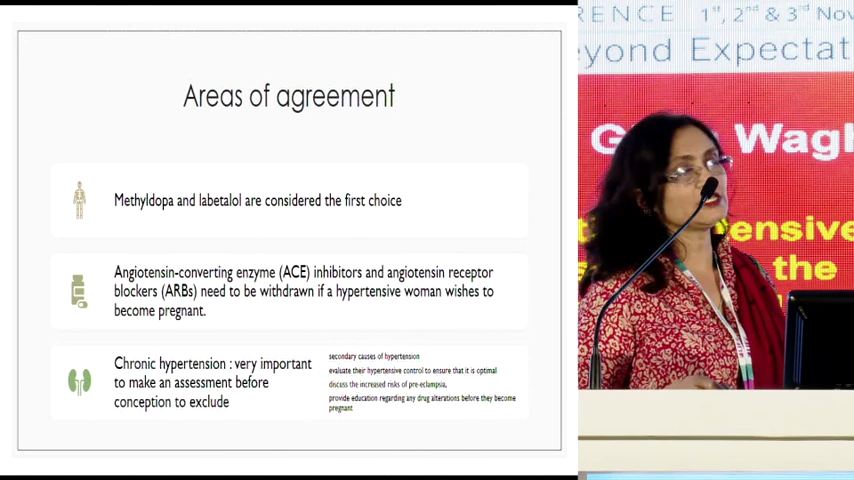 Areas of agreement
Methyldopa and labetalol are considered the first choice
Angiotensin-converting enzyme (ACE) inhibitors and angiotensin receptor
blockers (ARBs) need to be withdrawn if a hypertensive woman wishes to
become pregnant.
Chronic hypertension : very important
to make an assessment before
conception to exclude
secondary causes of hypertension
evaluate their hypertensive control to ensure that it is optimal
discuss the increased risks of pre-eclampsia,
provide education regarding any drug alterations before they become
pregnant
RENCE 1st, 2nd & 3rd Nov
eyond Expectat
G Wagh
ensive
the